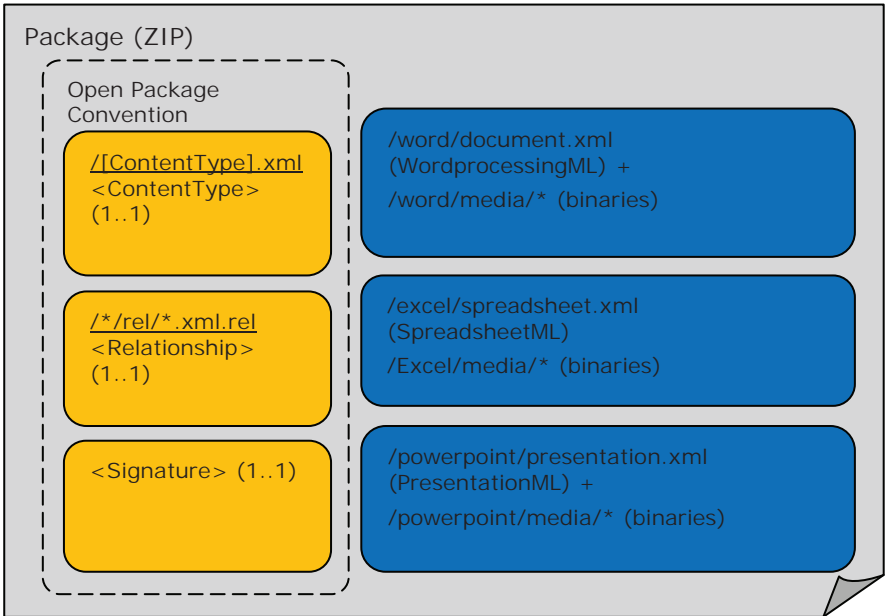 Package (ZIP)
Open Package
Convention
/[ContentType].xml
<ContentType>
(1..1)
/*/rel/*.xml.rel
<Relationship>
(1..1)
<Signature> (1..1)
/word/document.xml
(WordprocessingML) +
/word/media/* (binaries)
/excel/spreadsheet.xml
(SpreadsheetML)
/Excel/media/* (binaries)
/powerpoint/presentation.xml
(PresentationML) +
/powerpoint/media/* (binaries)